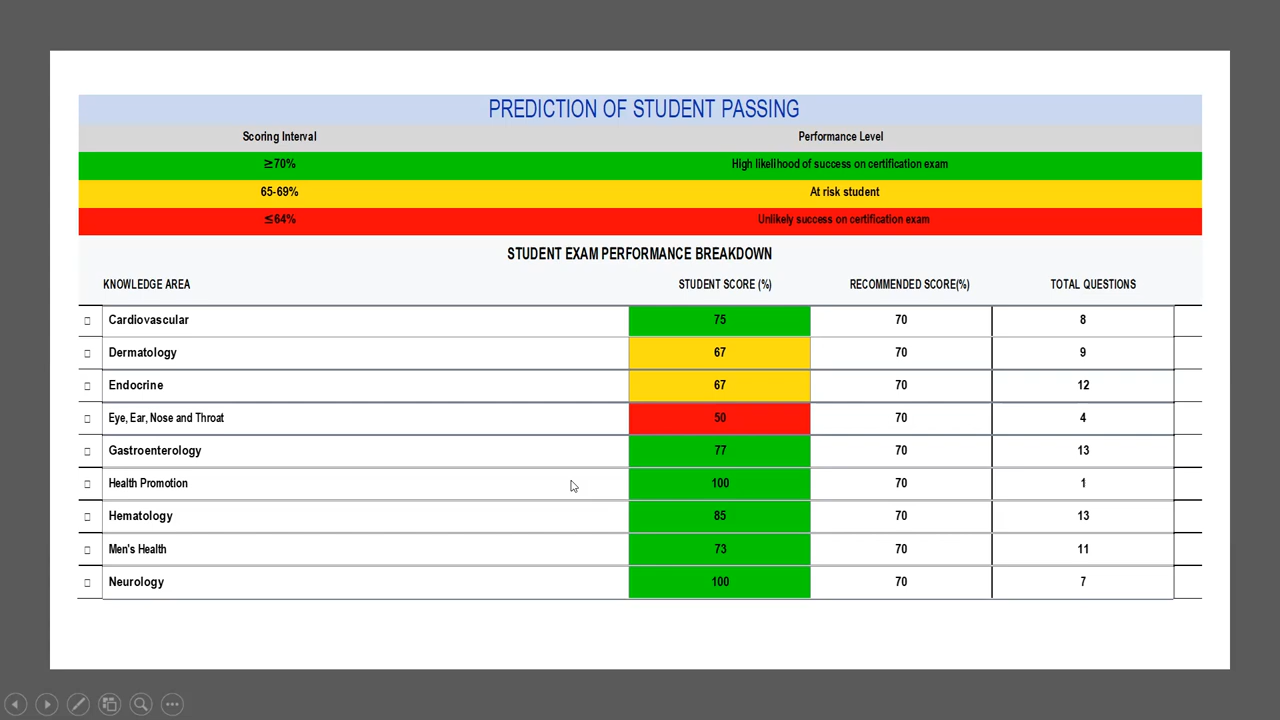 PREDICTION OF STUDENT PASSING
Scoring Interval Performance Level
≥70% High likelihood of success on certification exam
65-69% At risk student
≤64% Unlikely success on certification exam
STUDENT EXAM PERFORMANCE BREAKDOWN
KNOWLEDGE AREA STUDENT SCORE (%) RECOMMENDED SCORE(%) TOTAL QUESTIONS
Cardiovascular 75 70 8
Dermatology 67 70 9
Endocrine 67 70 12
Eye, Ear, Nose and Throat 50 70 4
Gastroenterology 77 70 13
Health Promotion 100 70 1
Hematology 85 70 13
Men's Health 73 70 11
Neurology 100 70 7